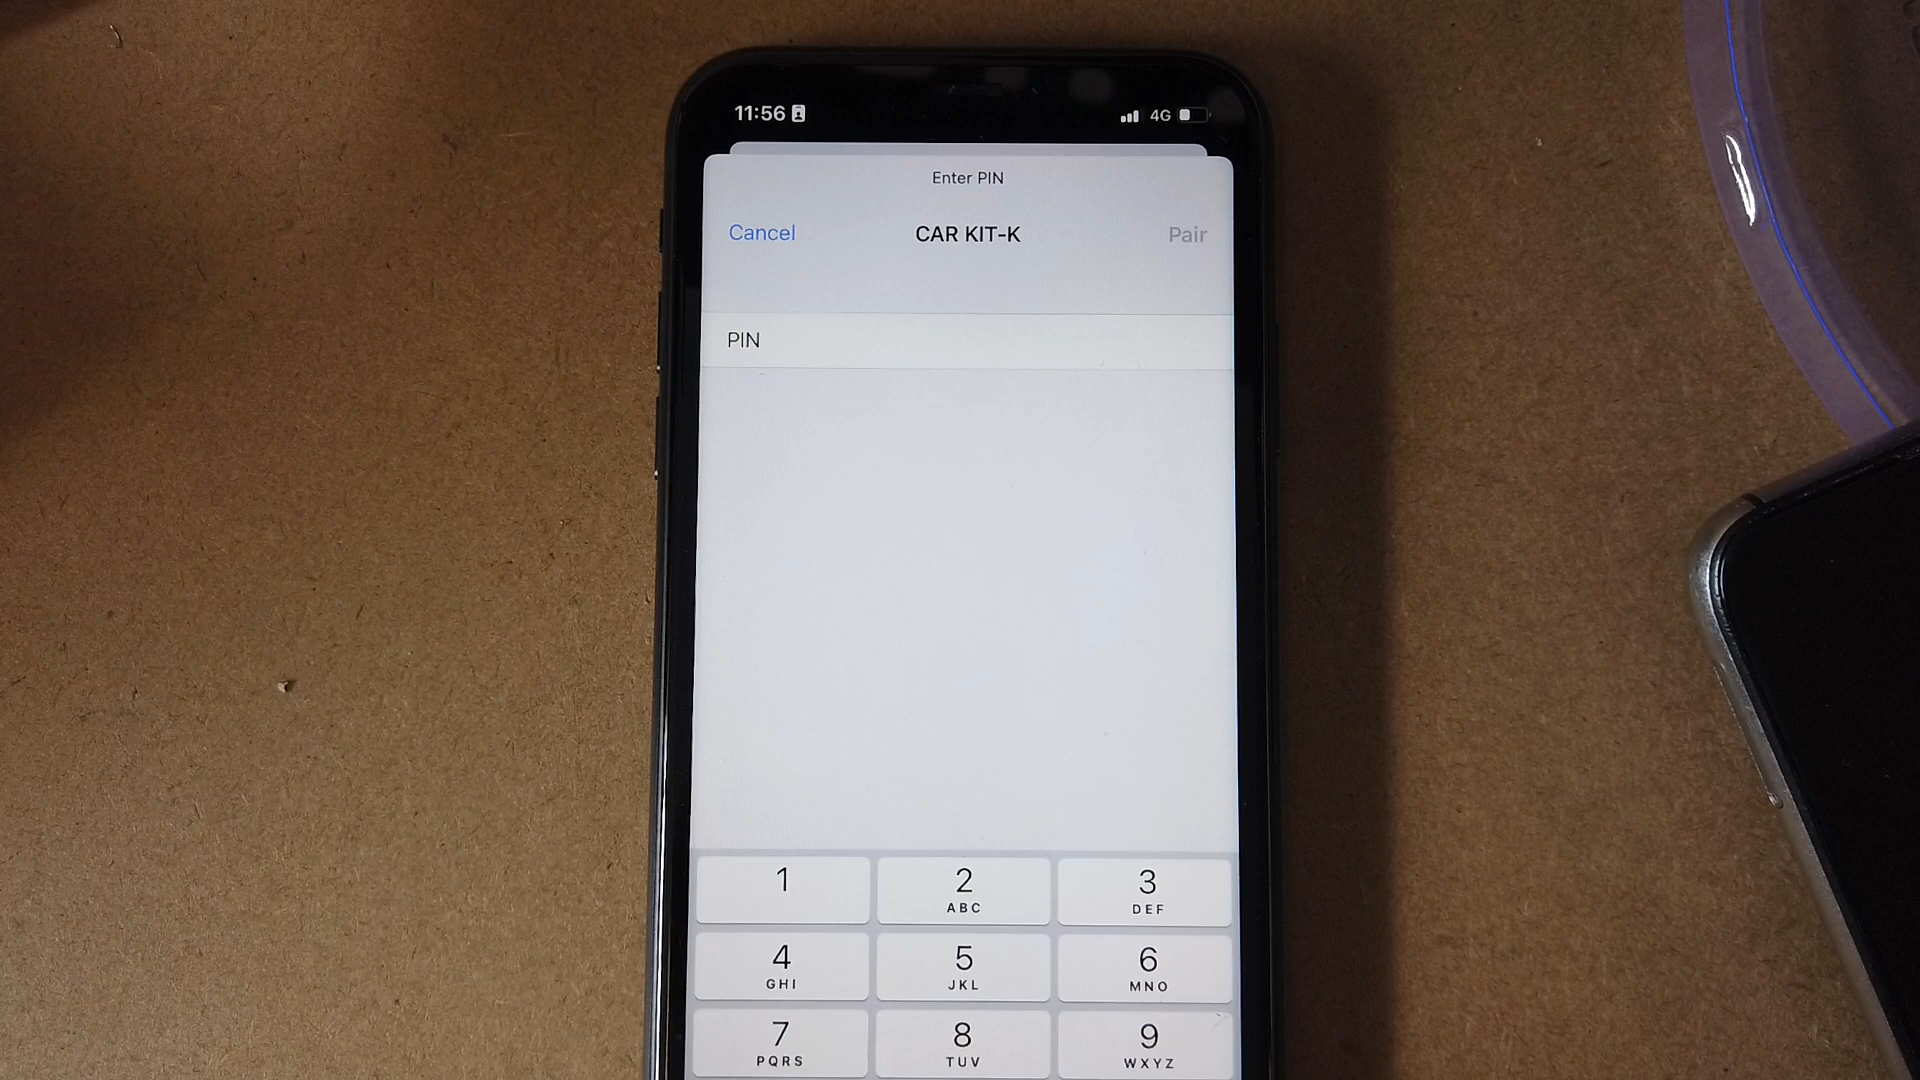 11:56 4G
Enter PIN
Cancel CAR KIT-K Pair
PIN
1 2 3
ABC DEF
4 5 6
GHI JKL MNO
7 8 9
PQRS TUV WXYZ